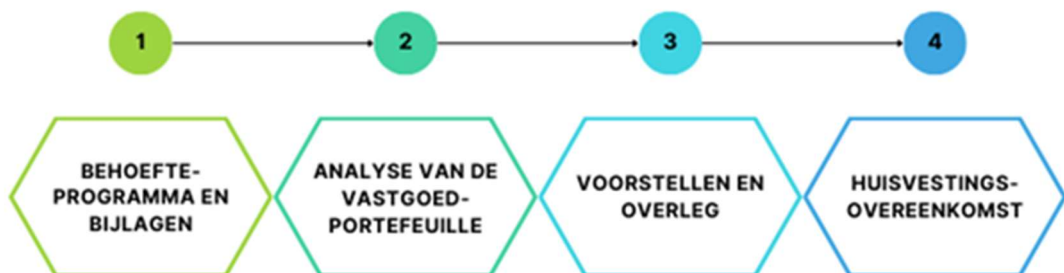 1
2
3
4
BEHOEFTE-
PROGRAMMA EN
BIJLAGEN
ANALYSE VAN DE
VASTGOED-
PORTEFEUILLE
VOORSTELLEN EN
OVERLEG
HUISVESTINGS-
OVEREENKOMST